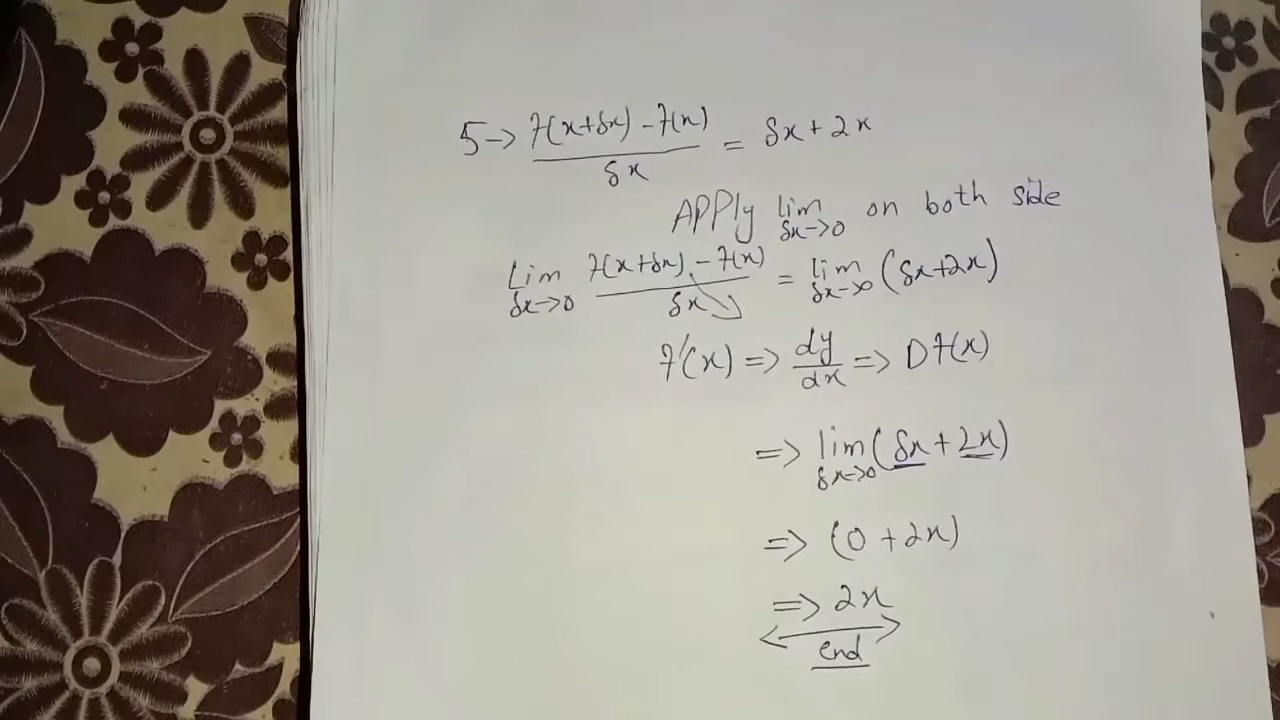 5-> f(x+δx) - f(x) / δx = δx + 2x
APPly lim δx->0 on both side
Lim δx->0 f(x+δx) - f(x) / δx = lim δx->0 (δx+2x)
f'(x) => dy/dx => Df(x)
=> lim δx->0 (δx + 2x)
=> (0 + 2x)
=> 2x
end